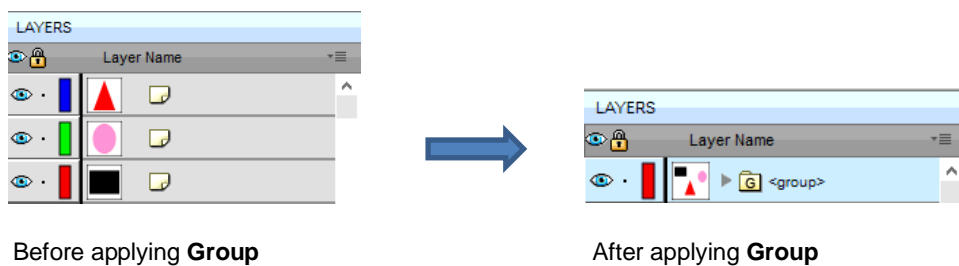 LAYERS
Layer Name
LAYERS
Layer Name
G <group>
Before applying Group
After applying Group